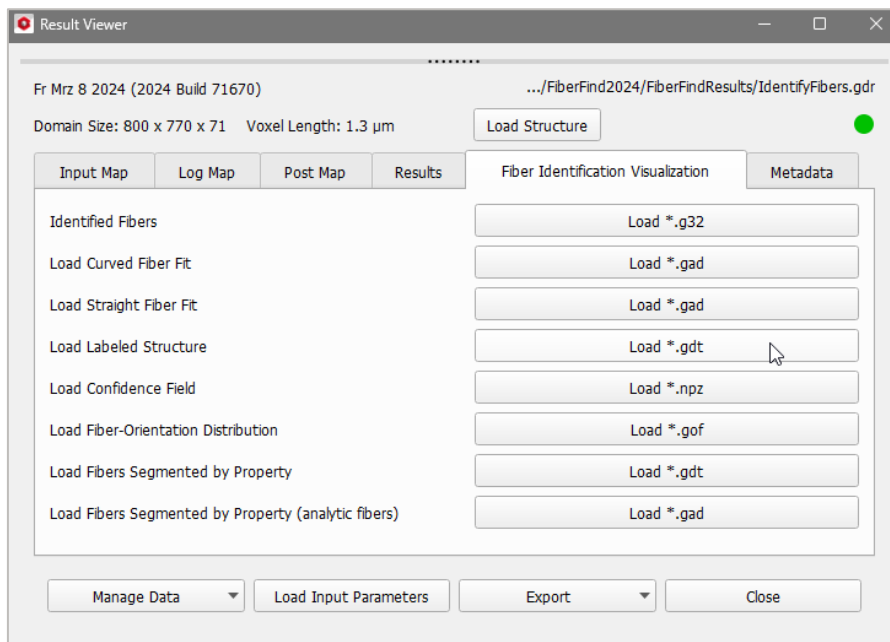 Result Viewer
Fr Mrz 8 2024 (2024 Build 71670) .../FiberFind2024/FiberFindResults/IdentifyFibers.gdr
Domain Size: 800 x 770 x 71 Voxel Length: 1.3 µm Load Structure
Input Map Log Map Post Map Results Fiber Identification Visualization Metadata
Identified Fibers Load *.g32
Load Curved Fiber Fit Load *.gad
Load Straight Fiber Fit Load *.gad
Load Labeled Structure Load *.gdt
Load Confidence Field Load *.npz
Load Fiber-Orientation Distribution Load *.gof
Load Fibers Segmented by Property Load *.gdt
Load Fibers Segmented by Property (analytic fibers) Load *.gad
Manage Data Load Input Parameters Export Close